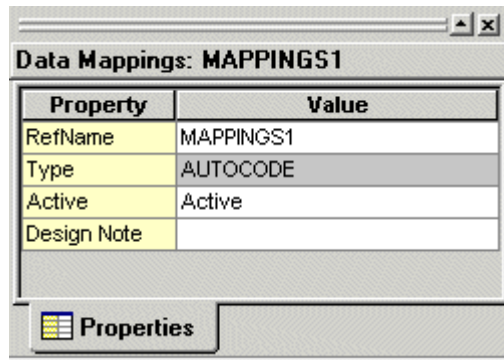 Data Mappings: MAPPINGS1
Property Value
RefName MAPPINGS1
Type AUTOCODE
Active Active
Design Note
Properties